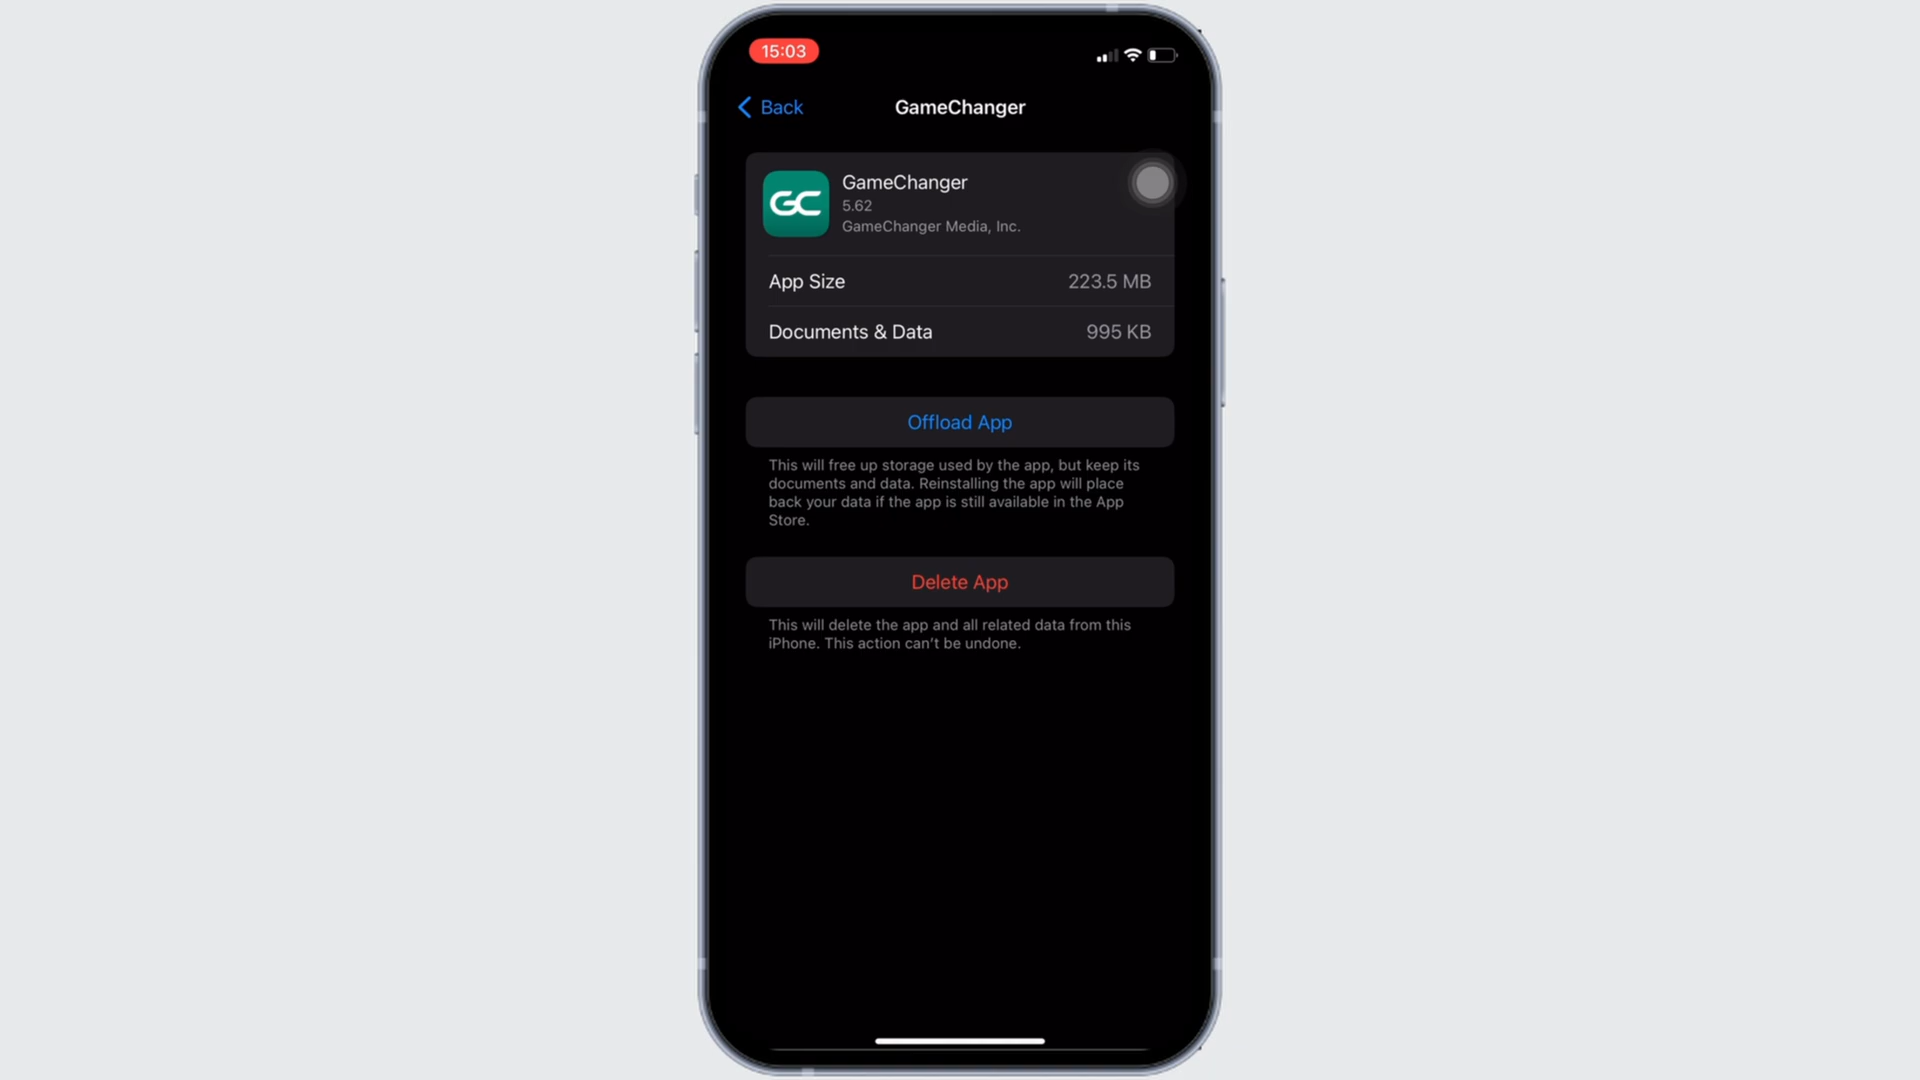 15:03
Back
GameChanger
GC
GameChanger
5.62
GameChanger Media, Inc.
App Size 223.5 MB
Documents & Data 995 KB
Offload App
This will free up storage used by the app, but keep its
documents and data. Reinstalling the app will place
back your data if the app is still available in the App
Store.
Delete App
This will delete the app and all related data from this
iPhone. This action can't be undone.